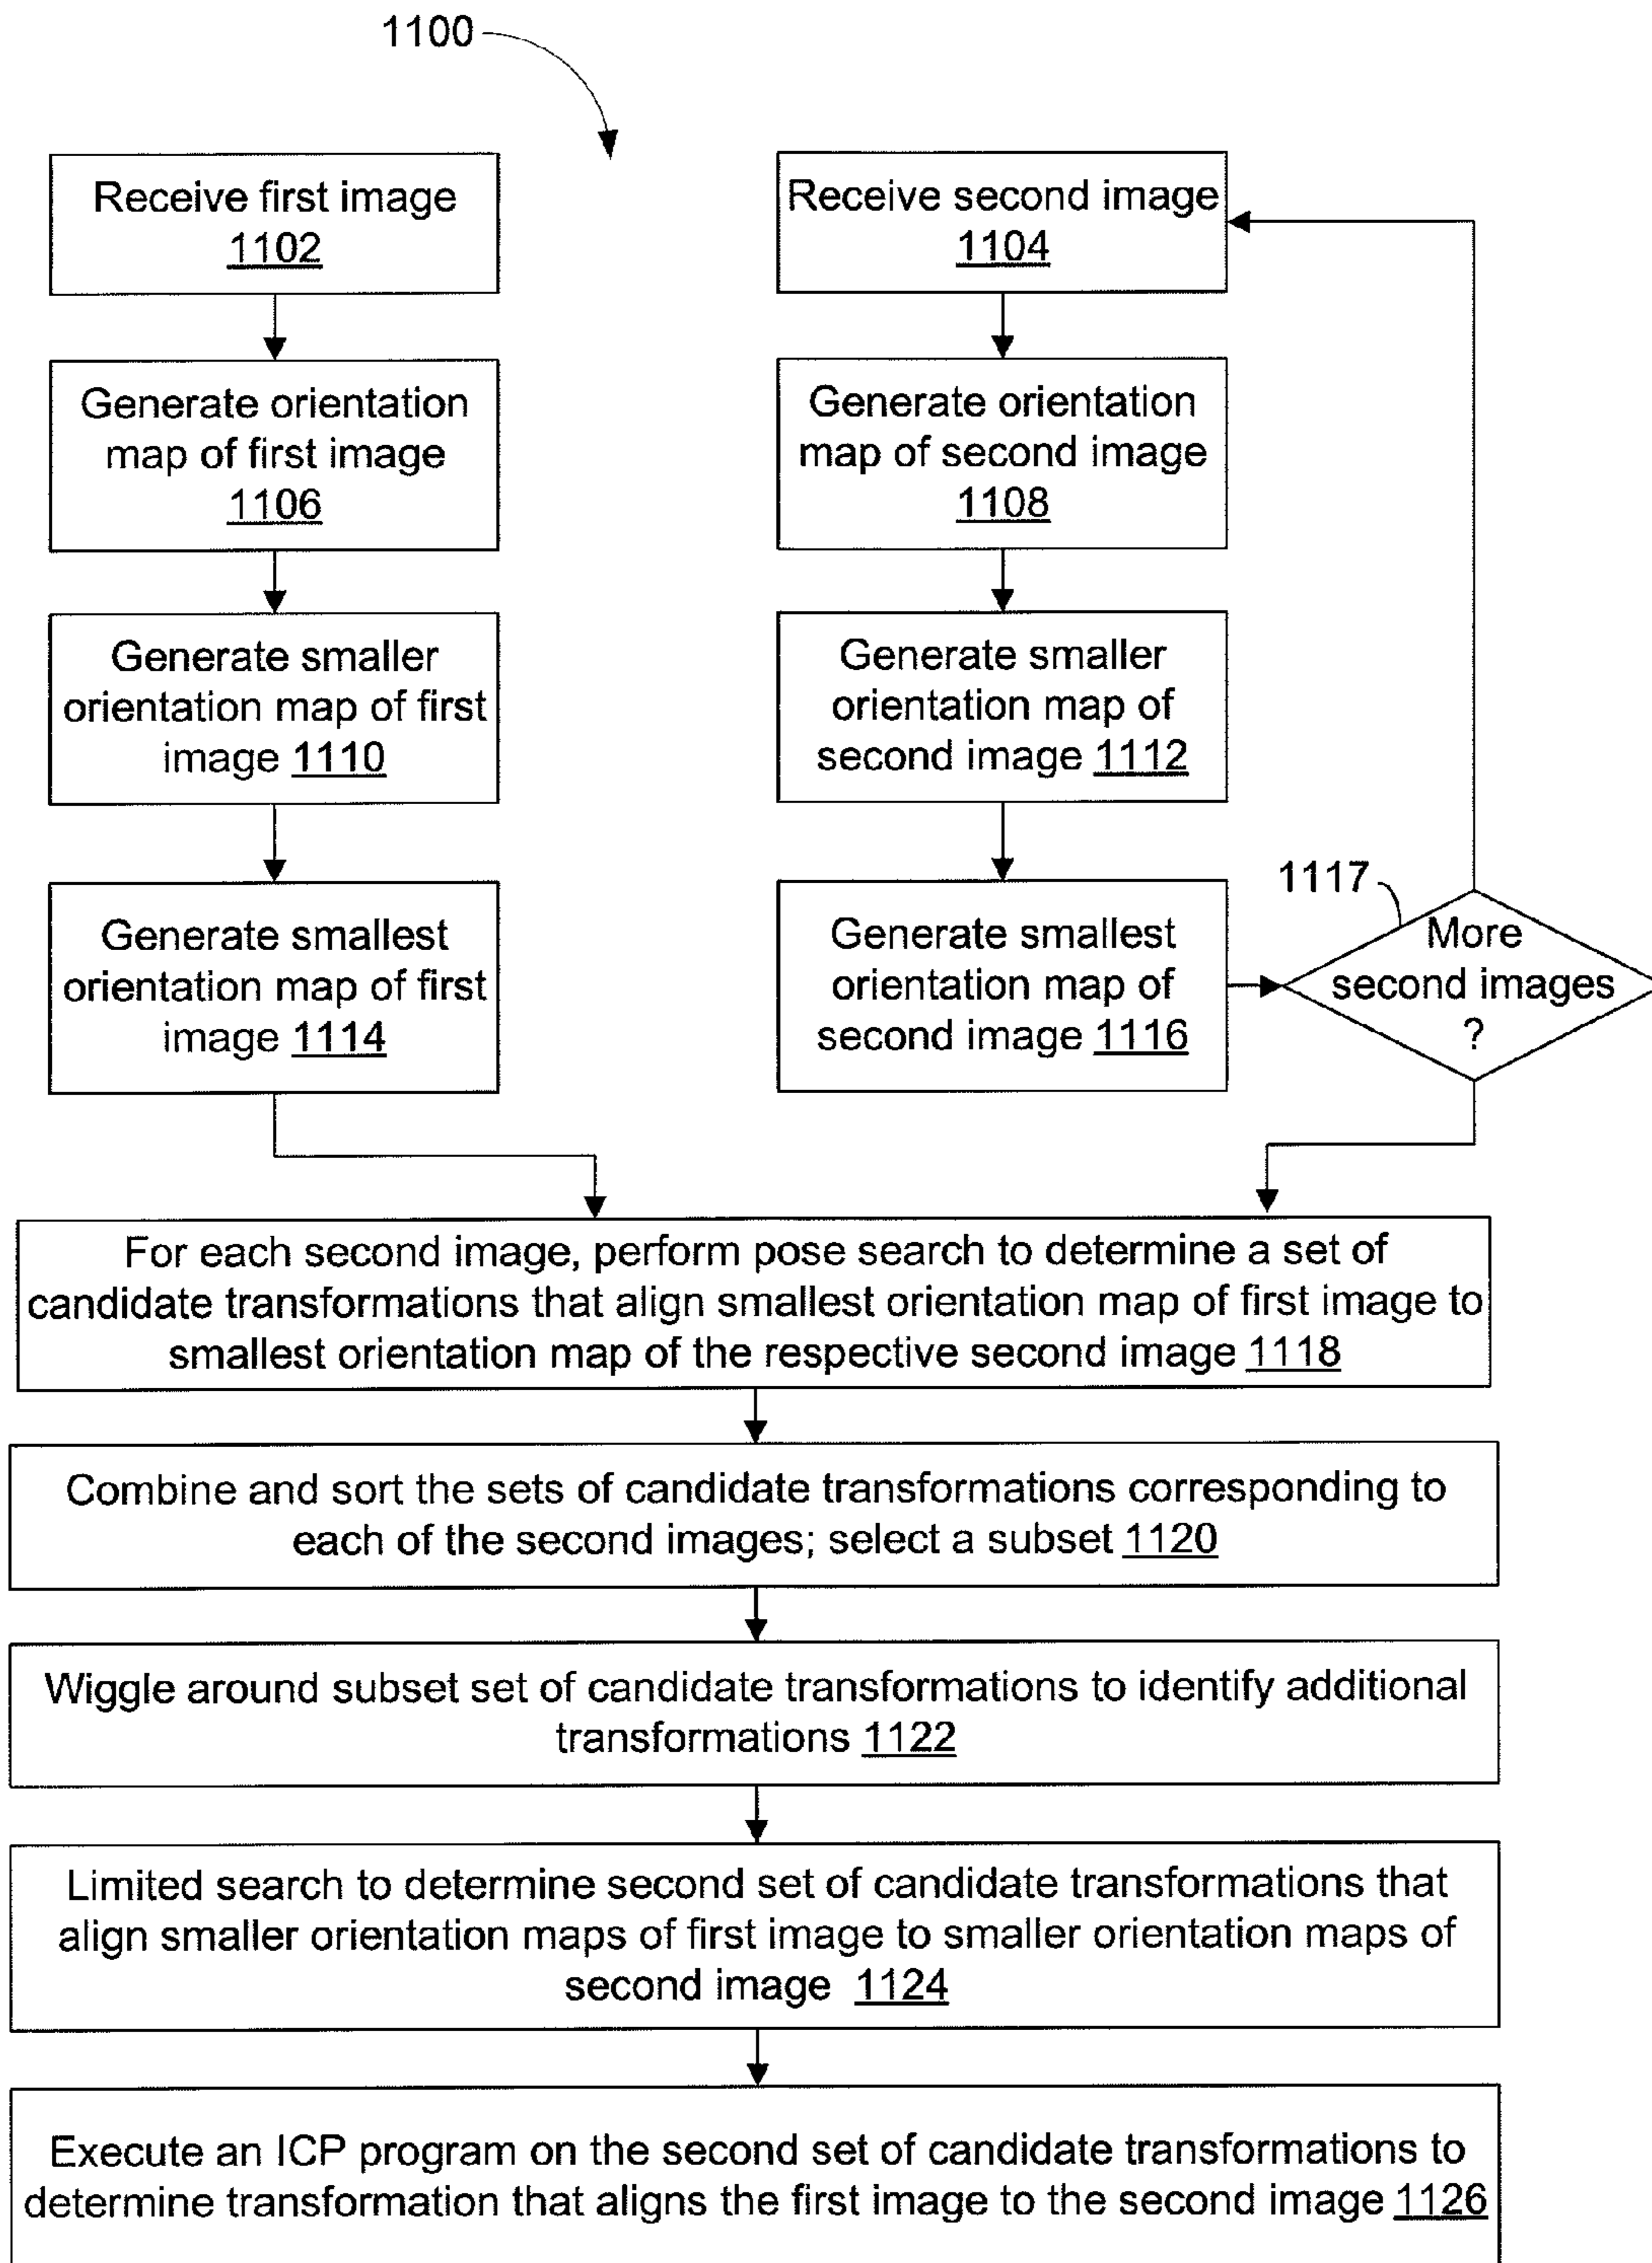 1100
Receive first image
1102
Receive second image
1104
Generate orientation
map of first image
1106
Generate orientation
map of second image
1108
Generate smaller
orientation map of first
image 1110
Generate smaller
orientation map of
second image 1112
Generate smallest
orientation map of first
image 1114
Generate smallest
orientation map of
second image 1116
1117
More
second images
?
For each second image, perform pose search to determine a set of
candidate transformations that align smallest orientation map of first image to
smallest orientation map of the respective second image 1118
Combine and sort the sets of candidate transformations corresponding to
each of the second images; select a subset 1120
Wiggle around subset set of candidate transformations to identify additional
transformations 1122
Limited search to determine second set of candidate transformations that
align smaller orientation maps of first image to smaller orientation maps of
second image 1124
Execute an ICP program on the second set of candidate transformations to
determine transformation that aligns the first image to the second image 1126